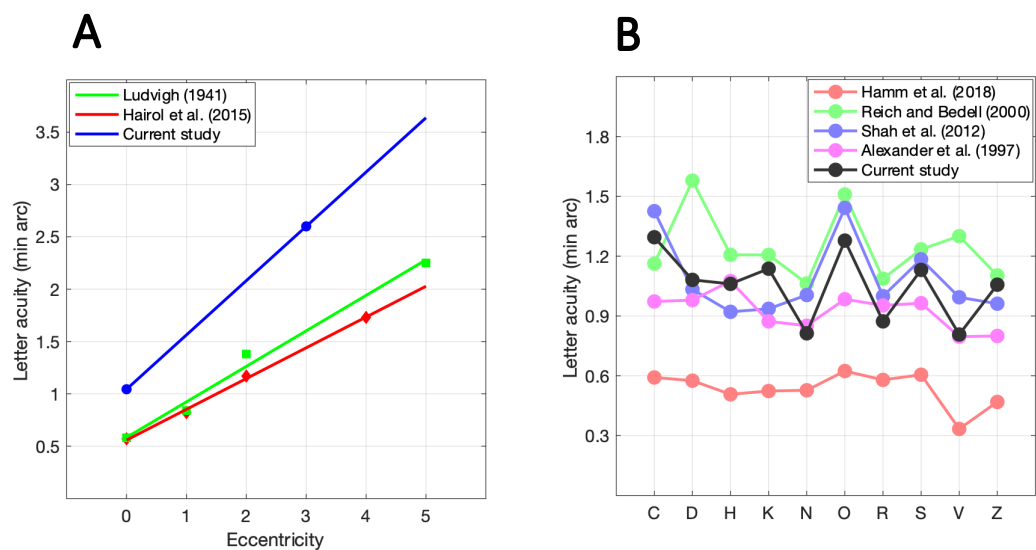 A
Ludvigh (1941)
Hairol et al. (2015)
Current study
3.5
3
2.5
2
1.5
1
0.5
Letter acuity (min arc)
0 1 2 3 4 5
Eccentricity
B
Hamm et al. (2018)
Reich and Bedell (2000)
Shah et al. (2012)
Alexander et al. (1997)
Current study
1.8
1.5
1.2
0.9
0.6
0.3
Letter acuity (min arc)
C D H K N O R S V Z